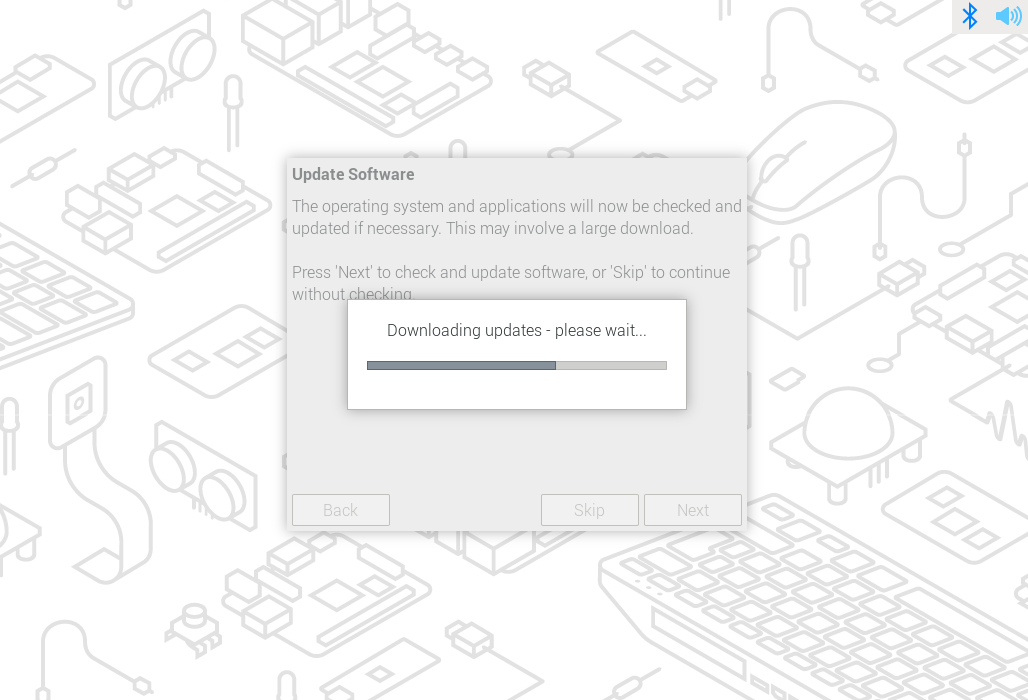 Update Software
The operating system and applications will now be checked and
updated if necessary. This may involve a large download.
Press 'Next' to check and update software, or 'Skip' to continue
without checking.
Downloading updates - please wait...
Back
Skip
Next